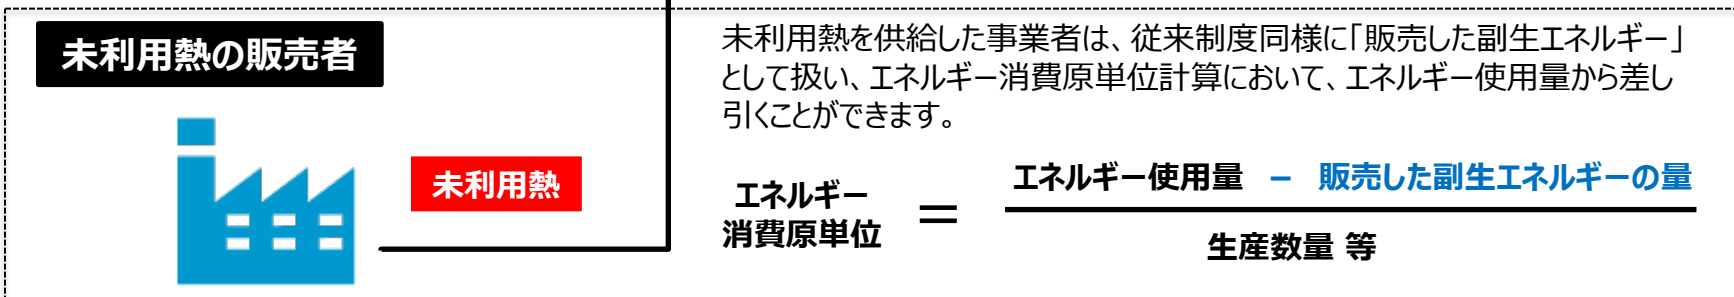 未利用熱の販売者
未利用熱
未利用熱を供給した事業者は、従来制度同様に「販売した副生エネルギー」
として扱い、エネルギー消費原単位計算において、エネルギー使用量から差し
引くことができます。
エネルギー
消費原単位
＝
エネルギー使用量 － 販売した副生エネルギーの量
生産数量 等